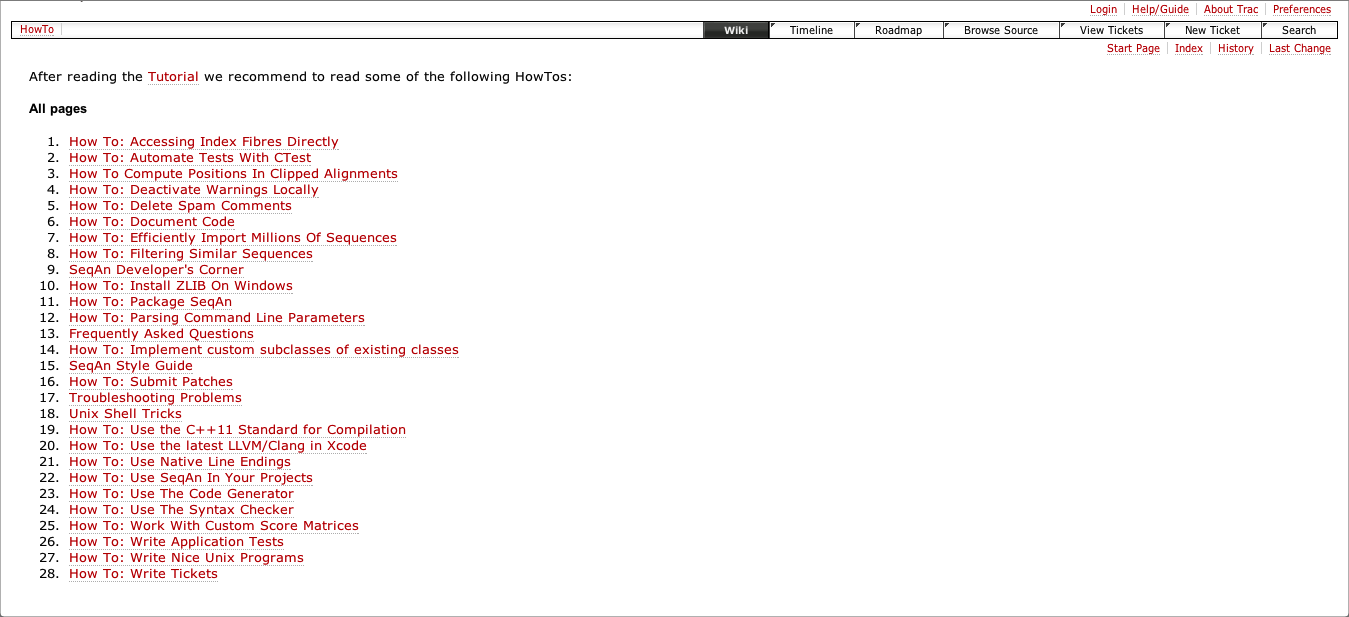 Login Help/Guide About Trac Preferences
HowTo Wiki Timeline Roadmap Browse Source View Tickets New Ticket Search
Start Page Index History Last Change
After reading the Tutorial we recommend to read some of the following HowTos:
All pages
1. How To: Accessing Index Fibres Directly
2. How To: Automate Tests With CTest
3. How To Compute Positions In Clipped Alignments
4. How To: Deactivate Warnings Locally
5. How To: Delete Spam Comments
6. How To: Document Code
7. How To: Efficiently Import Millions Of Sequences
8. How To: Filtering Similar Sequences
9. SeqAn Developer's Corner
10. How To: Install ZLIB On Windows
11. How To: Package SeqAn
12. How To: Parsing Command Line Parameters
13. Frequently Asked Questions
14. How To: Implement custom subclasses of existing classes
15. SeqAn Style Guide
16. How To: Submit Patches
17. Troubleshooting Problems
18. Unix Shell Tricks
19. How To: Use the C++11 Standard for Compilation
20. How To: Use the latest LLVM/Clang in Xcode
21. How To: Use Native Line Endings
22. How To: Use SeqAn In Your Projects
23. How To: Use The Code Generator
24. How To: Use The Syntax Checker
25. How To: Work With Custom Score Matrices
26. How To: Write Application Tests
27. How To: Write Nice Unix Programs
28. How To: Write Tickets